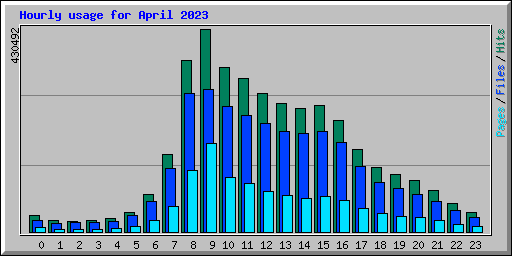 Hourly usage for April 2023
430492
Pages / Files / Hits
0 1 2 3 4 5 6 7 8 9 10 11 12 13 14 15 16 17 18 19 20 21 22 23